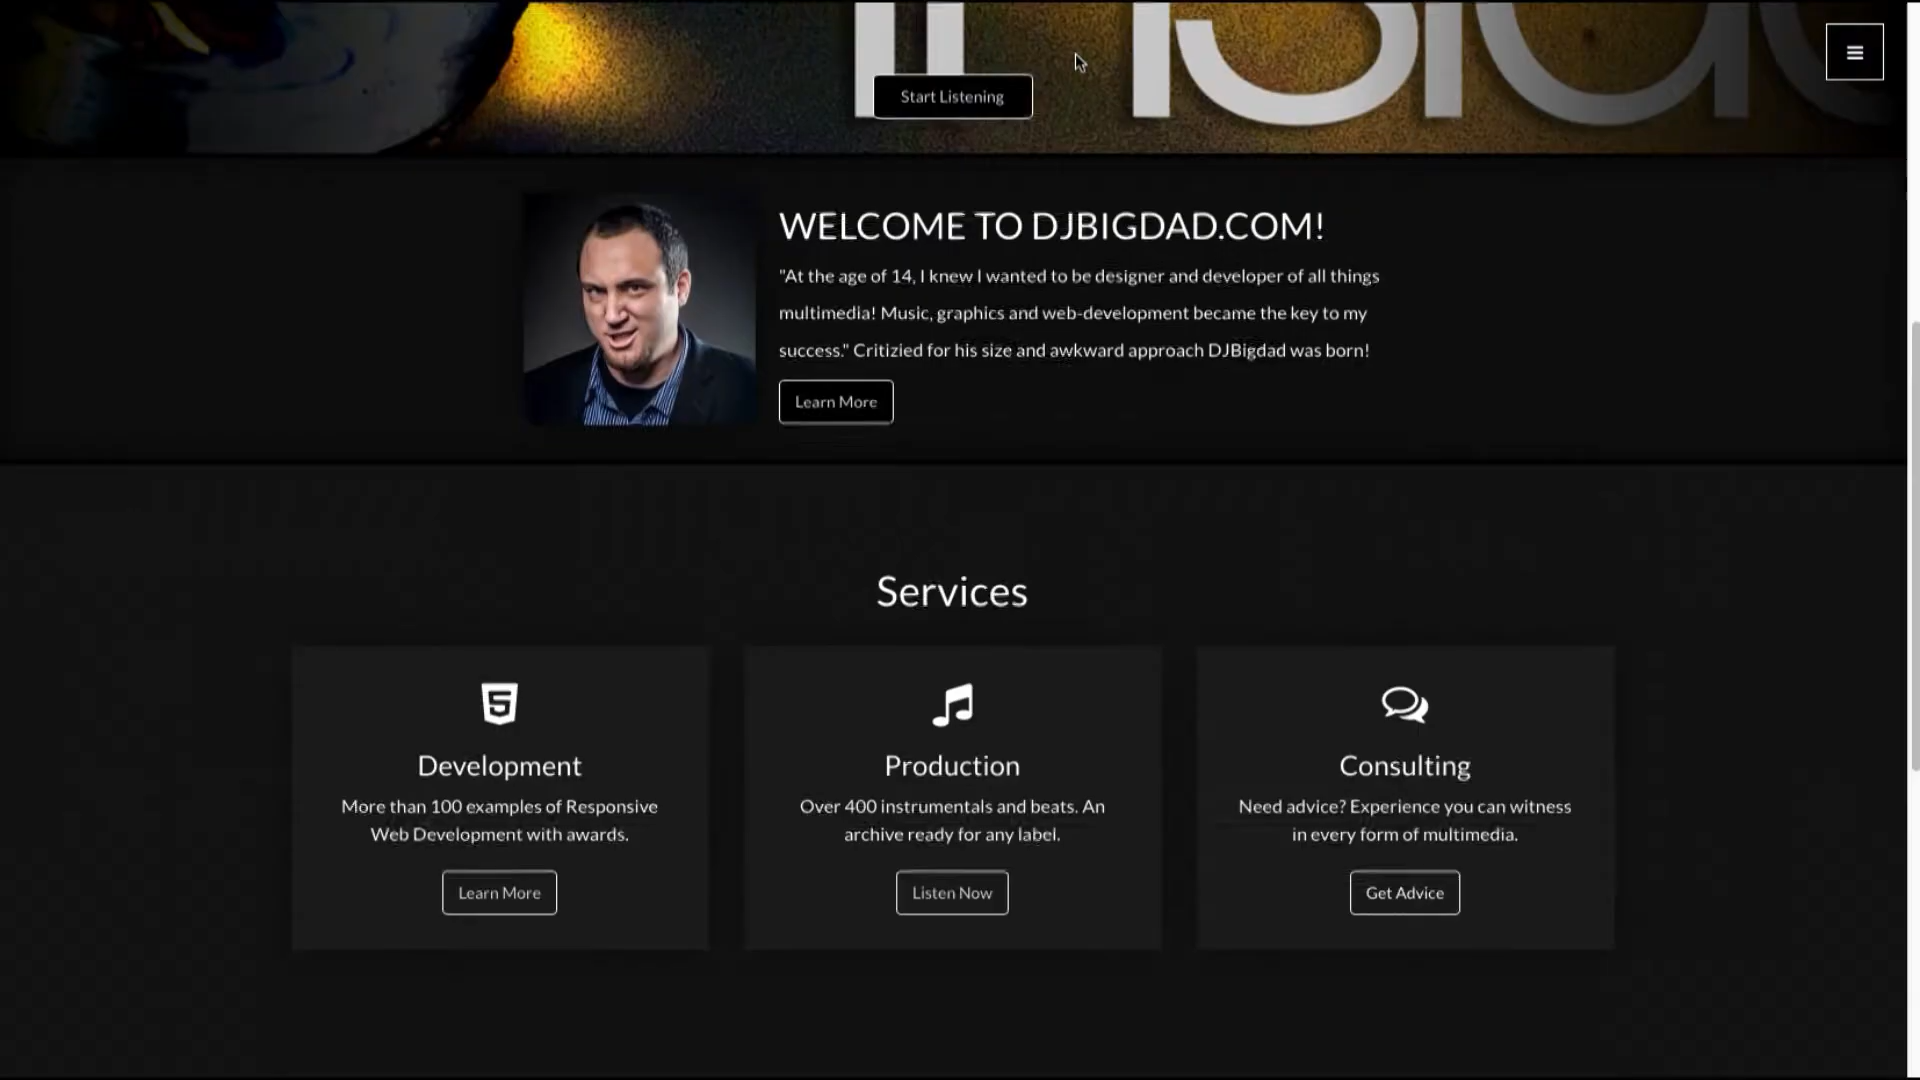 Start Listening
WELCOME TO DJBIGDAD.COM!
"At the age of 14, I knew I wanted to be designer and developer of all things
multimedia! Music, graphics and web-development became the key to my
success." Critizied for his size and awkward approach DJBigdad was born!
Learn More
Services
Development
More than 100 examples of Responsive
Web Development with awards.
Learn More
Production
Over 400 instrumentals and beats. An
archive ready for any label.
Listen Now
Consulting
Need advice? Experience you can witness
in every form of multimedia.
Get Advice